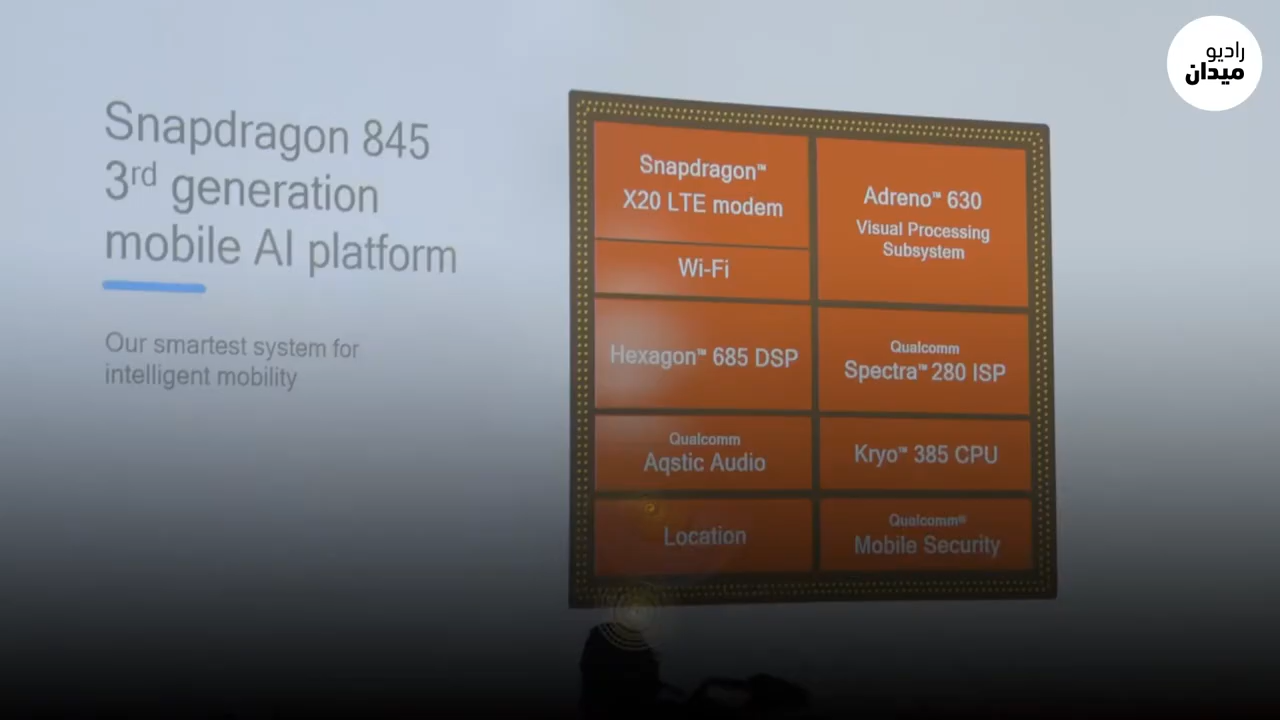 Snapdragon 845
3rd generation
mobile AI platform
Our smartest system for
intelligent mobility
Snapdragon™
X20 LTE modem
Wi-Fi
Hexagon™ 685 DSP
Qualcomm
Aqstic Audio
Location
Adreno™ 630
Visual Processing
Subsystem
Qualcomm
Spectra™ 280 ISP
Kryo™ 385 CPU
Qualcomm®
Mobile Security
راديو
ميدان